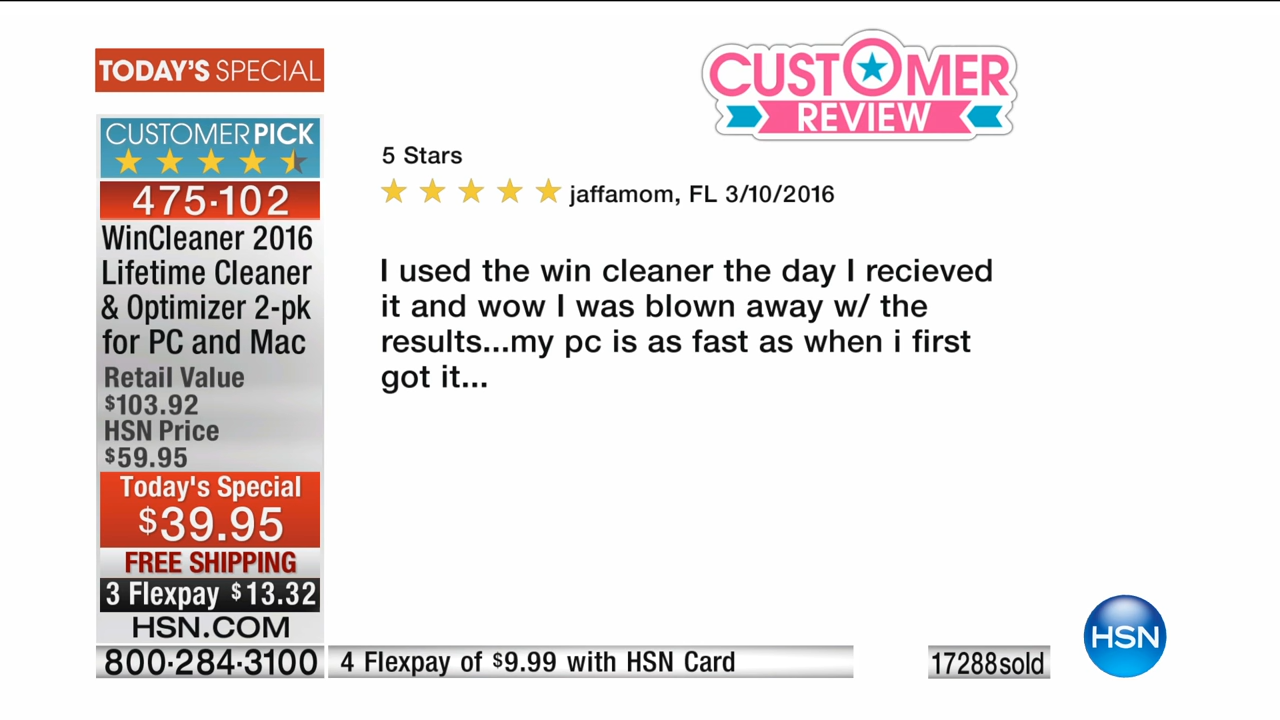 TODAY'S SPECIAL
CUSTOMERPICK
475-102
WinCleaner 2016
Lifetime Cleaner
& Optimizer 2-pk
for PC and Mac
Retail Value
$103.92
HSN Price
$59.95
Today's Special
$39.95
FREE SHIPPING
3 Flexpay $13.32
HSN.COM
800-284-3100
CUSTOMER
REVIEW
5 Stars
jaffamom, FL 3/10/2016
I used the win cleaner the day I recieved
it and wow I was blown away w/ the
results...my pc is as fast as when i first
got it...
4 Flexpay of $9.99 with HSN Card
17288sold
HSN